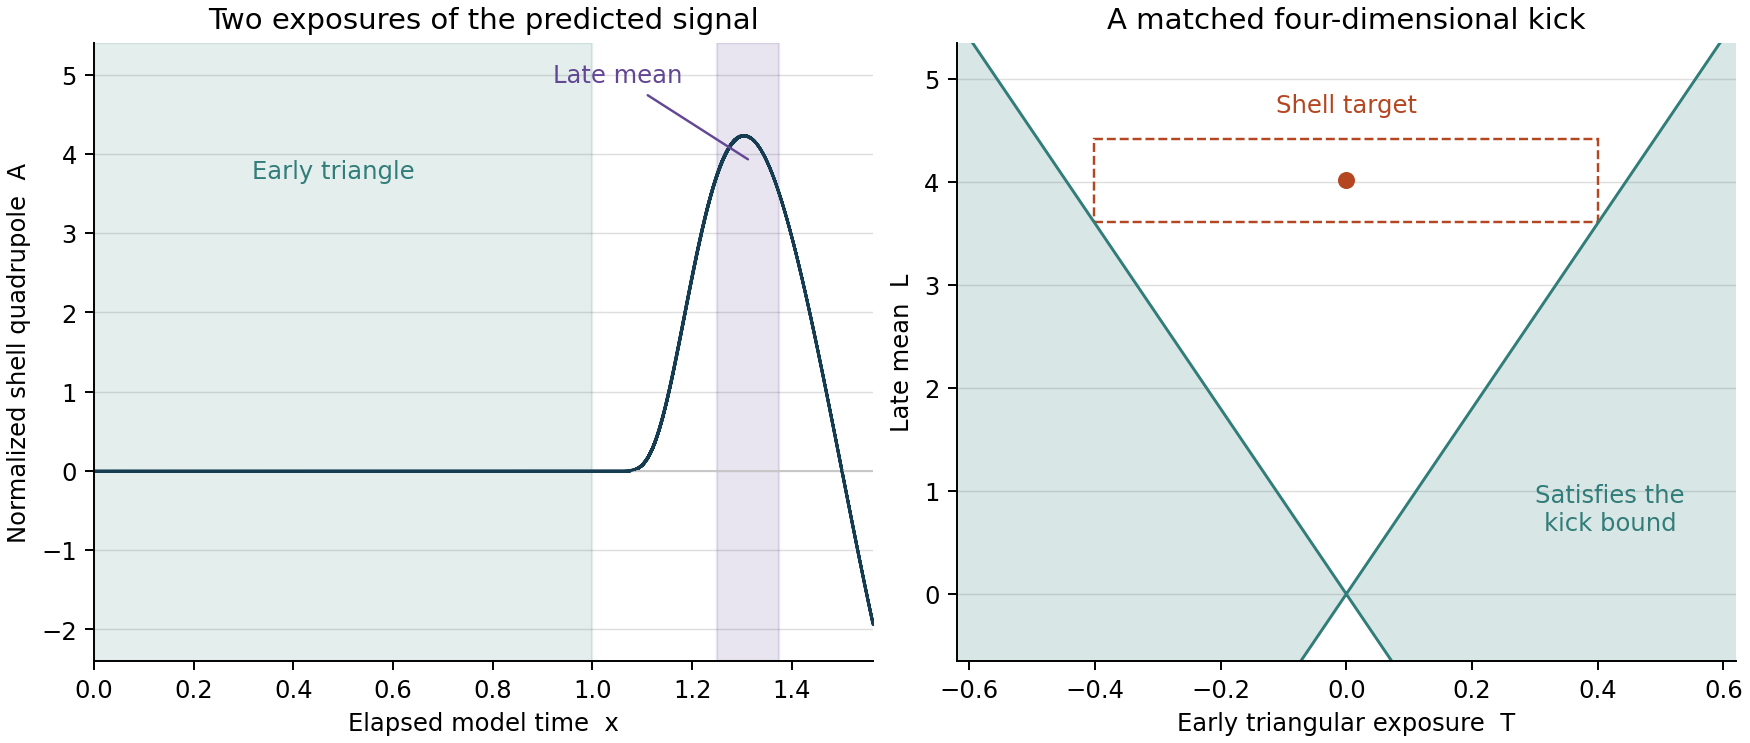 Two exposures of the predicted signal
Normalized shell quadrupole A
5
4
3
2
1
0
−1
−2
Late mean
Early triangle
0.0 0.2 0.4 0.6 0.8 1.0 1.2 1.4
Elapsed model time x
A matched four-dimensional kick
Late mean L
5
4
3
2
1
0
Shell target
Satisfies the
kick bound
−0.6 −0.4 −0.2 0.0 0.2 0.4 0.6
Early triangular exposure T